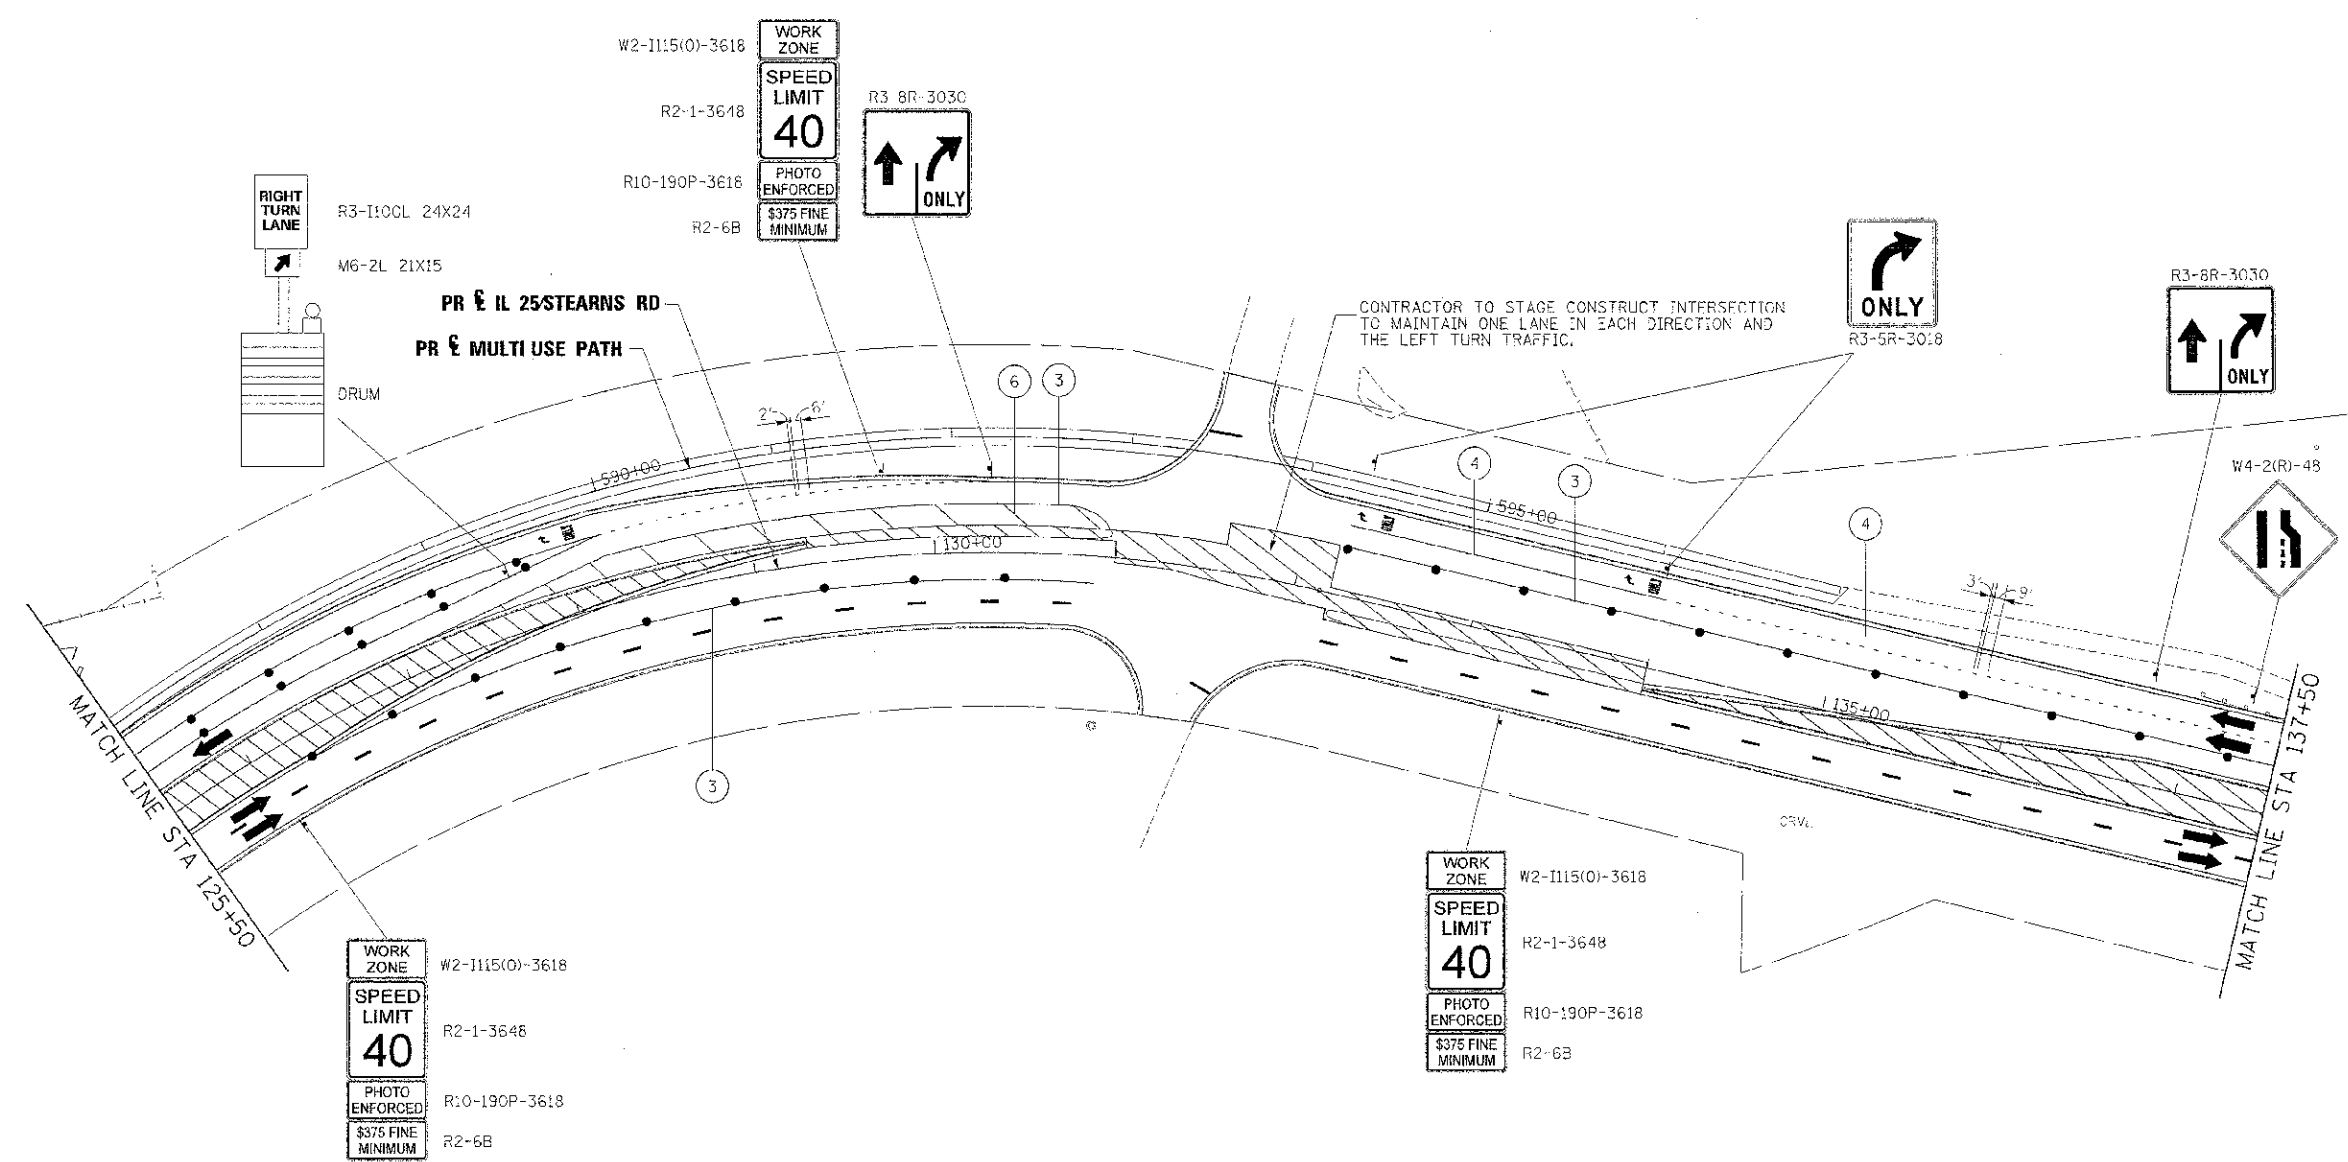 W2-I115(O)-3618
WORK
ZONE
R2-1-3648
SPEED
LIMIT
40
R10-190P-3618
PHOTO
ENFORCED
R2-6B
$375 FINE
MINIMUM
R3 8R-3030
ONLY
RIGHT
TURN
LANE
R3-I100L 24X24
M6-2L 21X15
DRUM
PR ℄ IL 25/STEARNS RD
PR ℄ MULTI USE PATH
CONTRACTOR TO STAGE CONSTRUCT INTERSECTION
TO MAINTAIN ONE LANE IN EACH DIRECTION AND
THE LEFT TURN TRAFFIC.
ONLY
R3-5R-3018
R3-8R-3030
ONLY
W4-2(R)-48
6
3
4
3
4
2'
6'
590+00
130+00
595+00
3'
9'
135+00
3
MATCH LINE STA 125+50
MATCH LINE STA 137+50
WORK
ZONE
W2-I115(O)-3618
SPEED
LIMIT
40
R2-1-3648
PHOTO
ENFORCED
R10-190P-3618
$375 FINE
MINIMUM
R2-6B
WORK
ZONE
W2-I115(O)-3618
SPEED
LIMIT
40
R2-1-3648
PHOTO
ENFORCED
R10-190P-3618
$375 FINE
MINIMUM
R2-6B